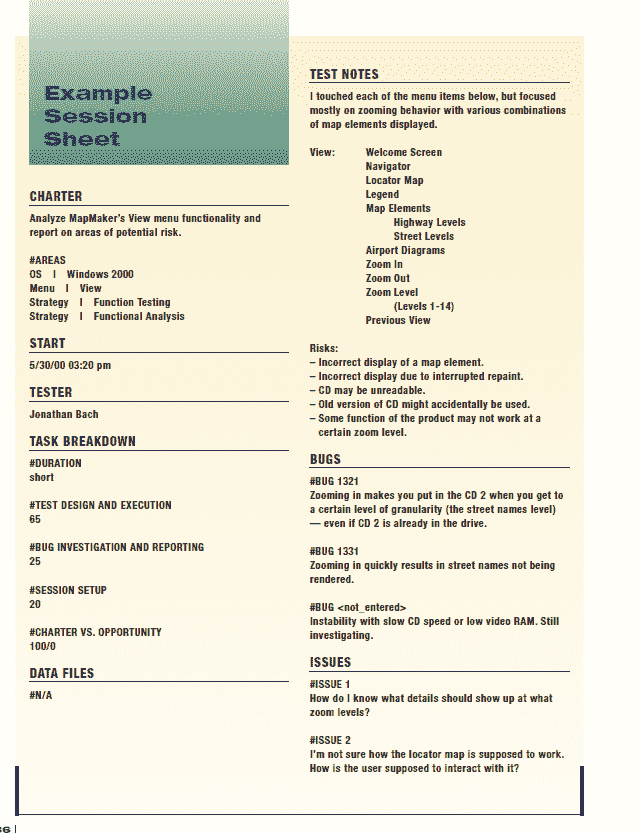 Example
Session
Sheet
CHARTER
Analyze MapMaker's View menu functionality and
report on areas of potential risk.
#AREAS
OS | Windows 2000
Menu | View
Strategy | Function Testing
Strategy | Functional Analysis
START
5/30/00 03:20 pm
TESTER
Jonathan Bach
TASK BREAKDOWN
#DURATION
short
#TEST DESIGN AND EXECUTION
65
#BUG INVESTIGATION AND REPORTING
25
#SESSION SETUP
20
#CHARTER VS. OPPORTUNITY
100/0
DATA FILES
#N/A
TEST NOTES
I touched each of the menu items below, but focused
mostly on zooming behavior with various combinations
of map elements displayed.
View: Welcome Screen
Navigator
Locator Map
Legend
Map Elements
Highway Levels
Street Levels
Airport Diagrams
Zoom In
Zoom Out
Zoom Level
(Levels 1-14)
Previous View
Risks:
– Incorrect display of a map element.
– Incorrect display due to interrupted repaint.
– CD may be unreadable.
– Old version of CD might accidentally be used.
– Some function of the product may not work at a
certain zoom level.
BUGS
#BUG 1321
Zooming in makes you put in the CD 2 when you get to
a certain level of granularity (the street names level)
— even if CD 2 is already in the drive.
#BUG 1331
Zooming in quickly results in street names not being
rendered.
#BUG <not_entered>
Instability with slow CD speed or low video RAM. Still
investigating.
ISSUES
#ISSUE 1
How do I know what details should show up at what
zoom levels?
#ISSUE 2
I'm not sure how the locator map is supposed to work.
How is the user supposed to interact with it?